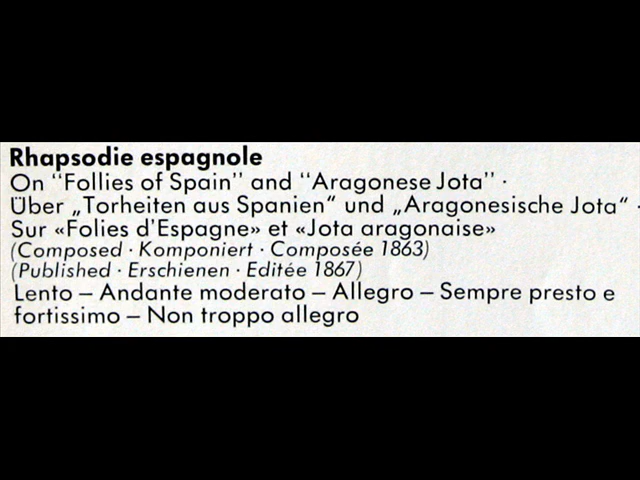 Rhapsodie espagnole
On “Follies of Spain” and “Aragonese Jota” ·
Über „Torheiten aus Spanien“ und „Aragonesische Jota“ ·
Sur «Folies d'Espagne» et «Jota aragonaise»
(Composed · Komponiert · Composée 1863)
(Published · Erschienen · Editée 1867)
Lento – Andante moderato – Allegro – Sempre presto e
fortissimo – Non troppo allegro